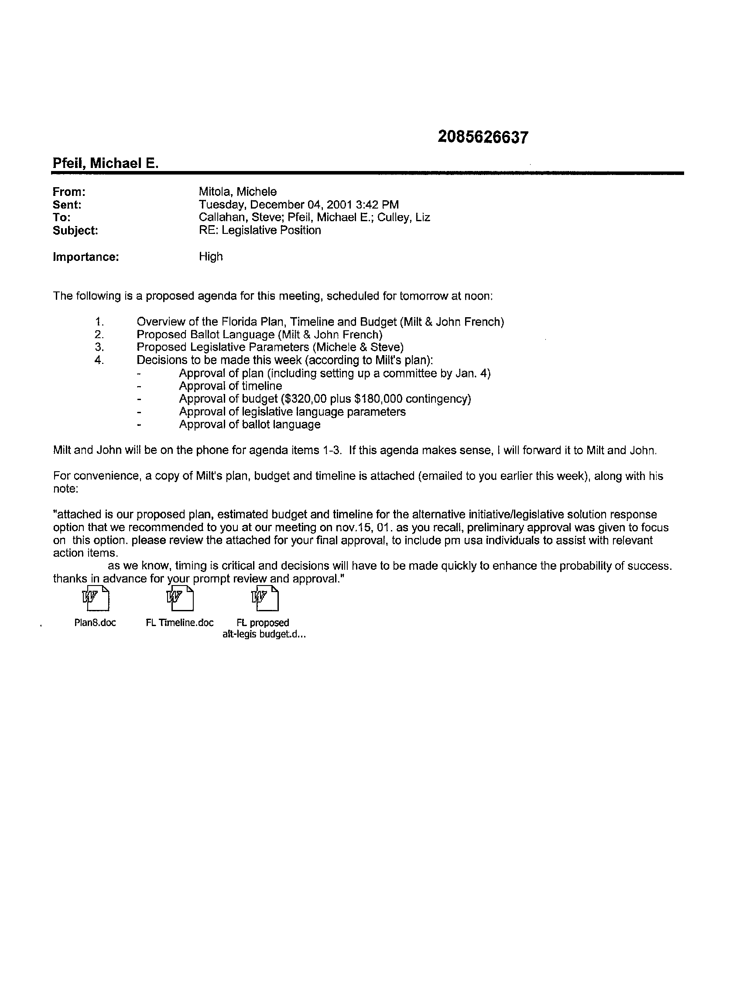 2085626637
Pfeil, Michael E.
From: Mitola, Michele
Sent: Tuesday, December 04, 2001 3:42 PM
To: Callahan, Steve; Pfeil, Michael E.; Culley, Liz
Subject: RE: Legislative Position
Importance: High
The following is a proposed agenda for this meeting, scheduled for tomorrow at noon:
1. Overview of the Florida Plan, Timeline and Budget (Milt & John French)
2. Proposed Ballot Language (Milt & John French)
3. Proposed Legislative Parameters (Michele & Steve)
4. Decisions to be made this week (according to Milt's plan):
- Approval of plan (including setting up a committee by Jan. 4)
- Approval of timeline
- Approval of budget ($320,00 plus $180,000 contingency)
- Approval of legislative language parameters
- Approval of ballot language
Milt and John will be on the phone for agenda items 1-3. If this agenda makes sense, I will forward it to Milt and John.
For convenience, a copy of Milt's plan, budget and timeline is attached (emailed to you earlier this week), along with his
note:
"attached is our proposed plan, estimated budget and timeline for the alternative initiative/legislative solution response
option that we recommended to you at our meeting on nov.15, 01. as you recall, preliminary approval was given to focus
on this option. please review the attached for your final approval, to include pm usa individuals to assist with relevant
action items.
as we know, timing is critical and decisions will have to be made quickly to enhance the probability of success.
thanks in advance for your prompt review and approval."
Plan8.doc FL Timeline.doc FL proposed
alt-legis budget.d...